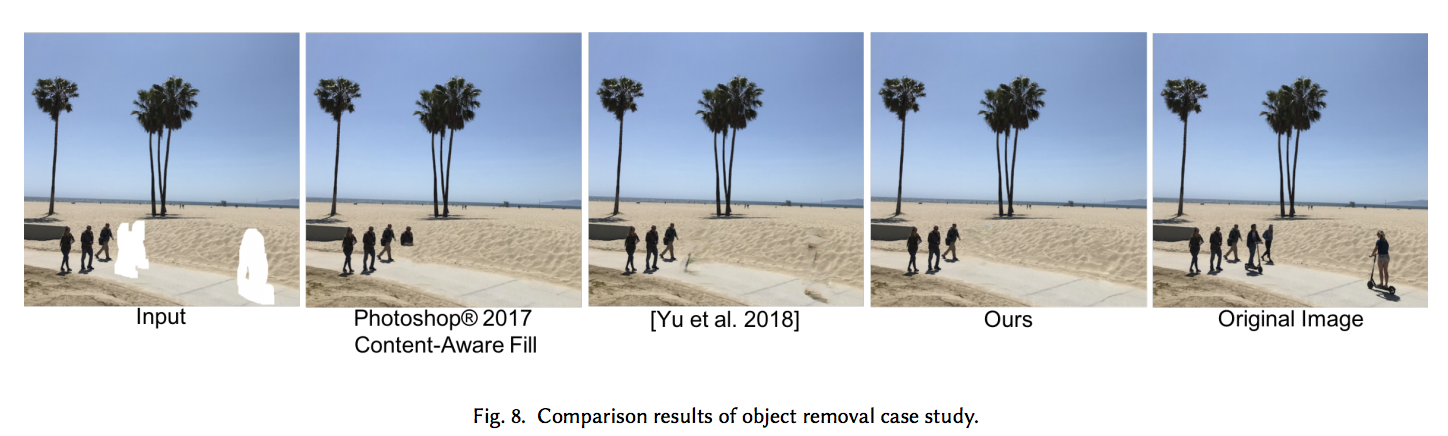 Input
Photoshop® 2017
Content-Aware Fill
[Yu et al. 2018]
Ours
Original Image
Fig. 8. Comparison results of object removal case study.